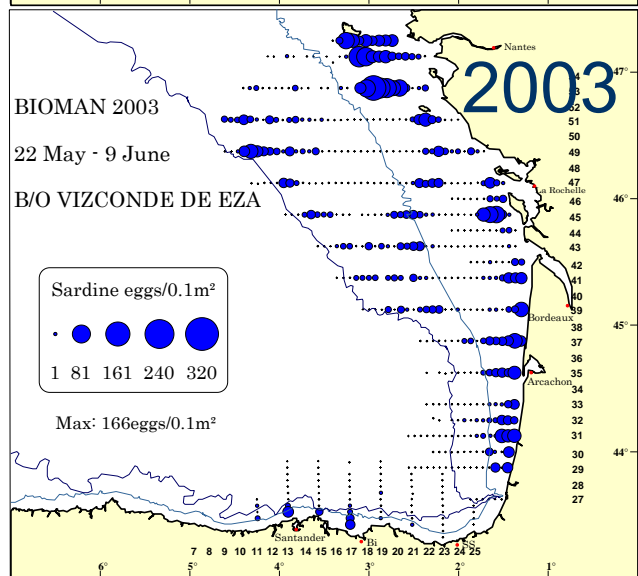 Nantes
47°
2003
BIOMAN 2003
22 May - 9 June
B/O VIZCONDE DE EZA
Sardine eggs/0.1m²
1 81 161 240 320
Max: 166eggs/0.1m²
La Rochelle
Bordeaux
45°
Arcachon
44°
53
52
51
50
49
48
47
46
45
44
43
42
41
40
39
38
37
36
35
33
32
31
30
29
28
27
Santander
Bi
SS
7 8 9 10 11 12 13 14 15 16 17 18 19 20 21 22 23 24 25
6° 5° 4° 3° 2° 1°